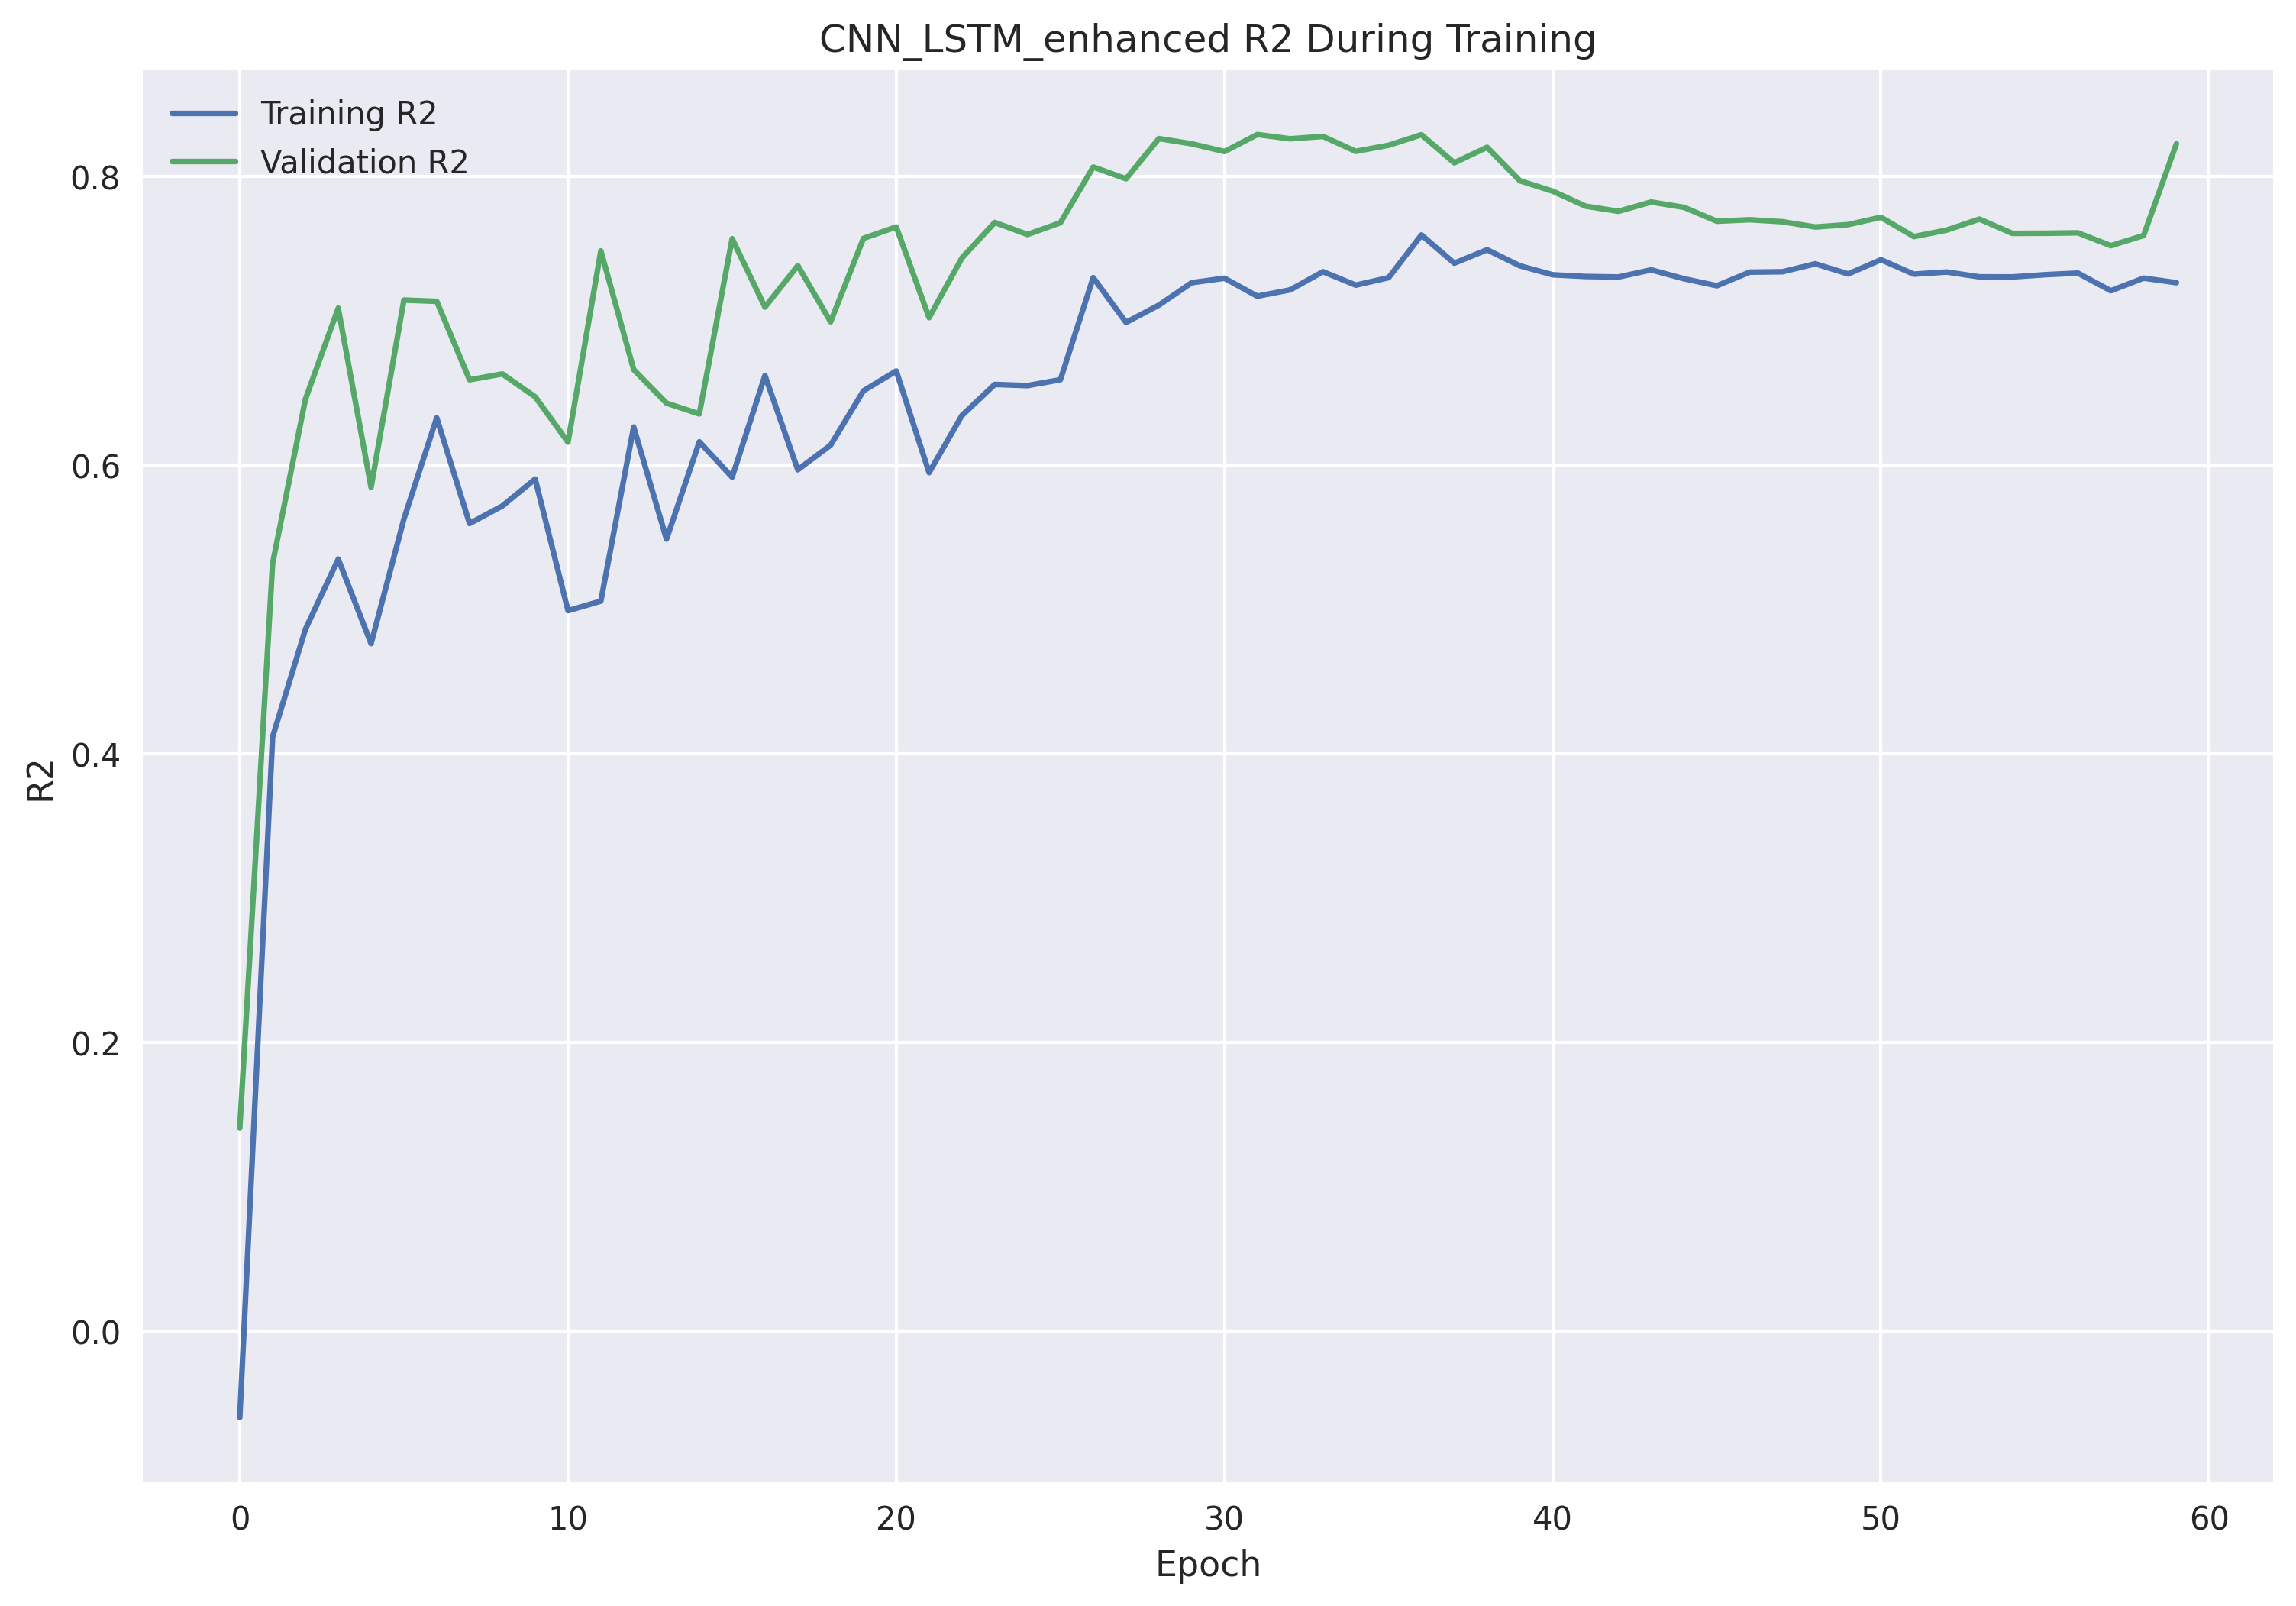 CNN_LSTM_enhanced R2 During Training
Training R2
Validation R2
0.8
0.6
0.4
0.2
0.0
R2
0 10 20 30 40 50 60
Epoch